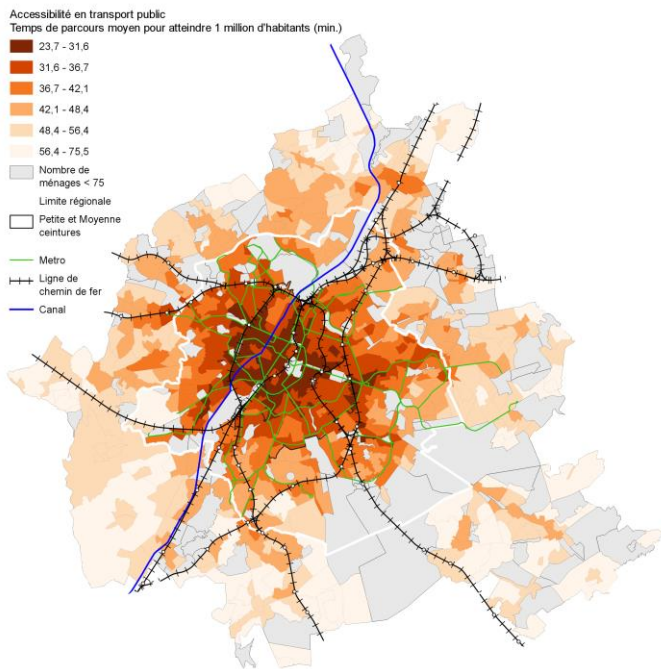 Accessibilité en transport public
Temps de parcours moyen pour atteindre 1 million d'habitants (min.)
23,7 - 31,6
31,6 - 36,7
36,7 - 42,1
42,1 - 48,4
48,4 - 56,4
56,4 - 75,5
Nombre de
ménages < 75
Limite régionale
Petite et Moyenne
ceintures
Metro
Ligne de
chemin de fer
Canal